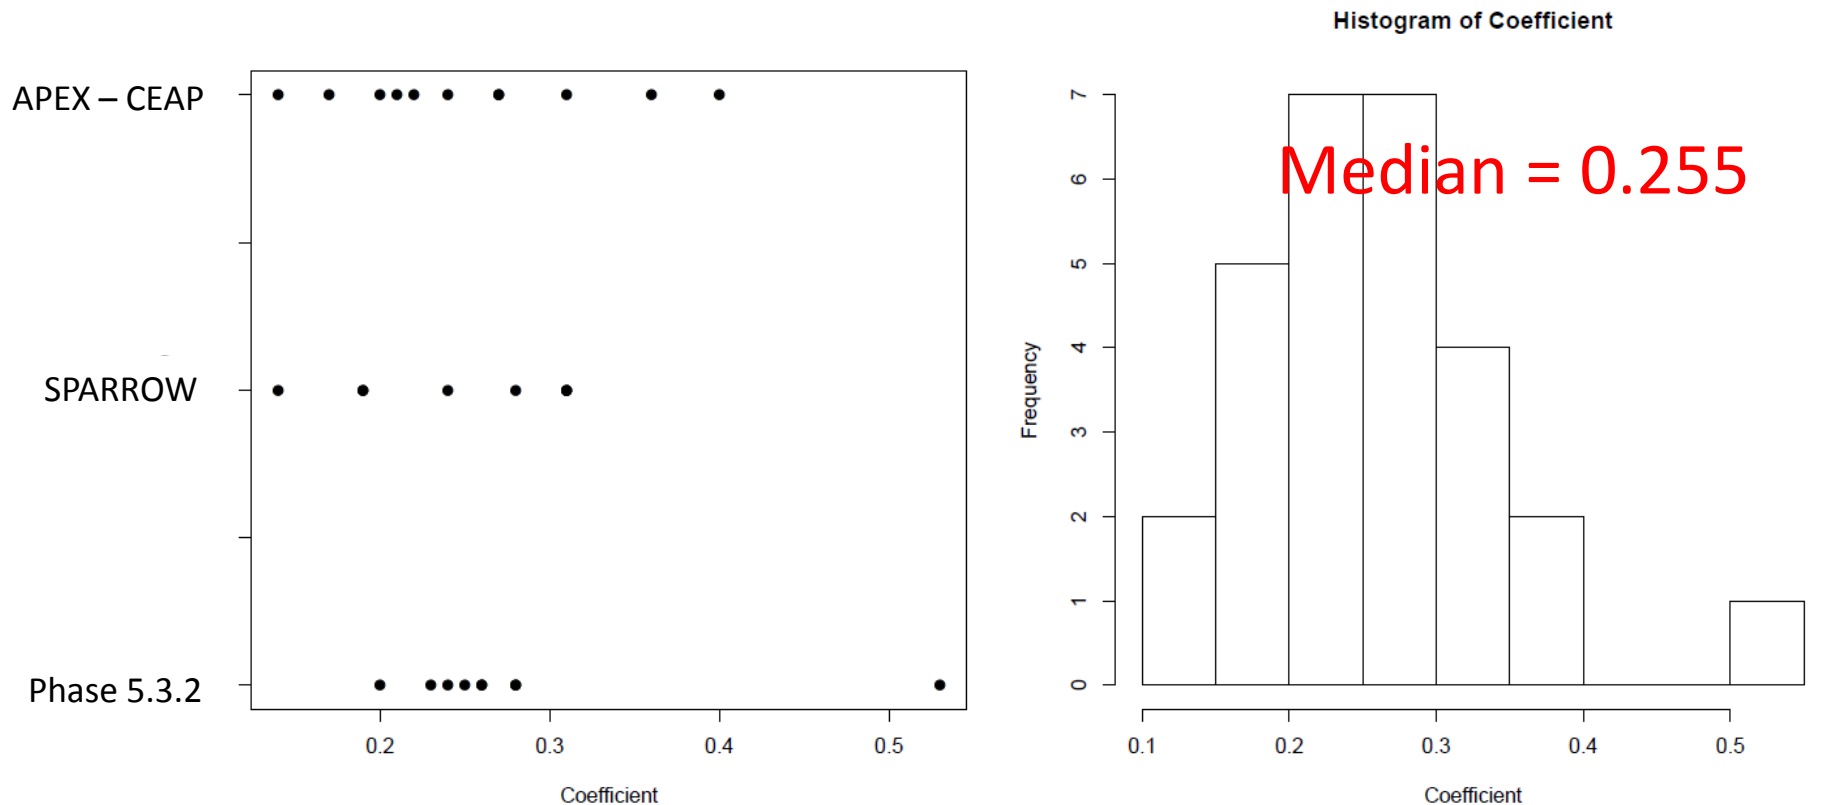 APEX – CEAP
SPARROW
Phase 5.3.2
0.2 0.3 0.4 0.5
Coefficient
Histogram of Coefficient
Median = 0.255
Frequency
7
6
5
4
3
2
1
0
0.1 0.2 0.3 0.4 0.5
Coefficient